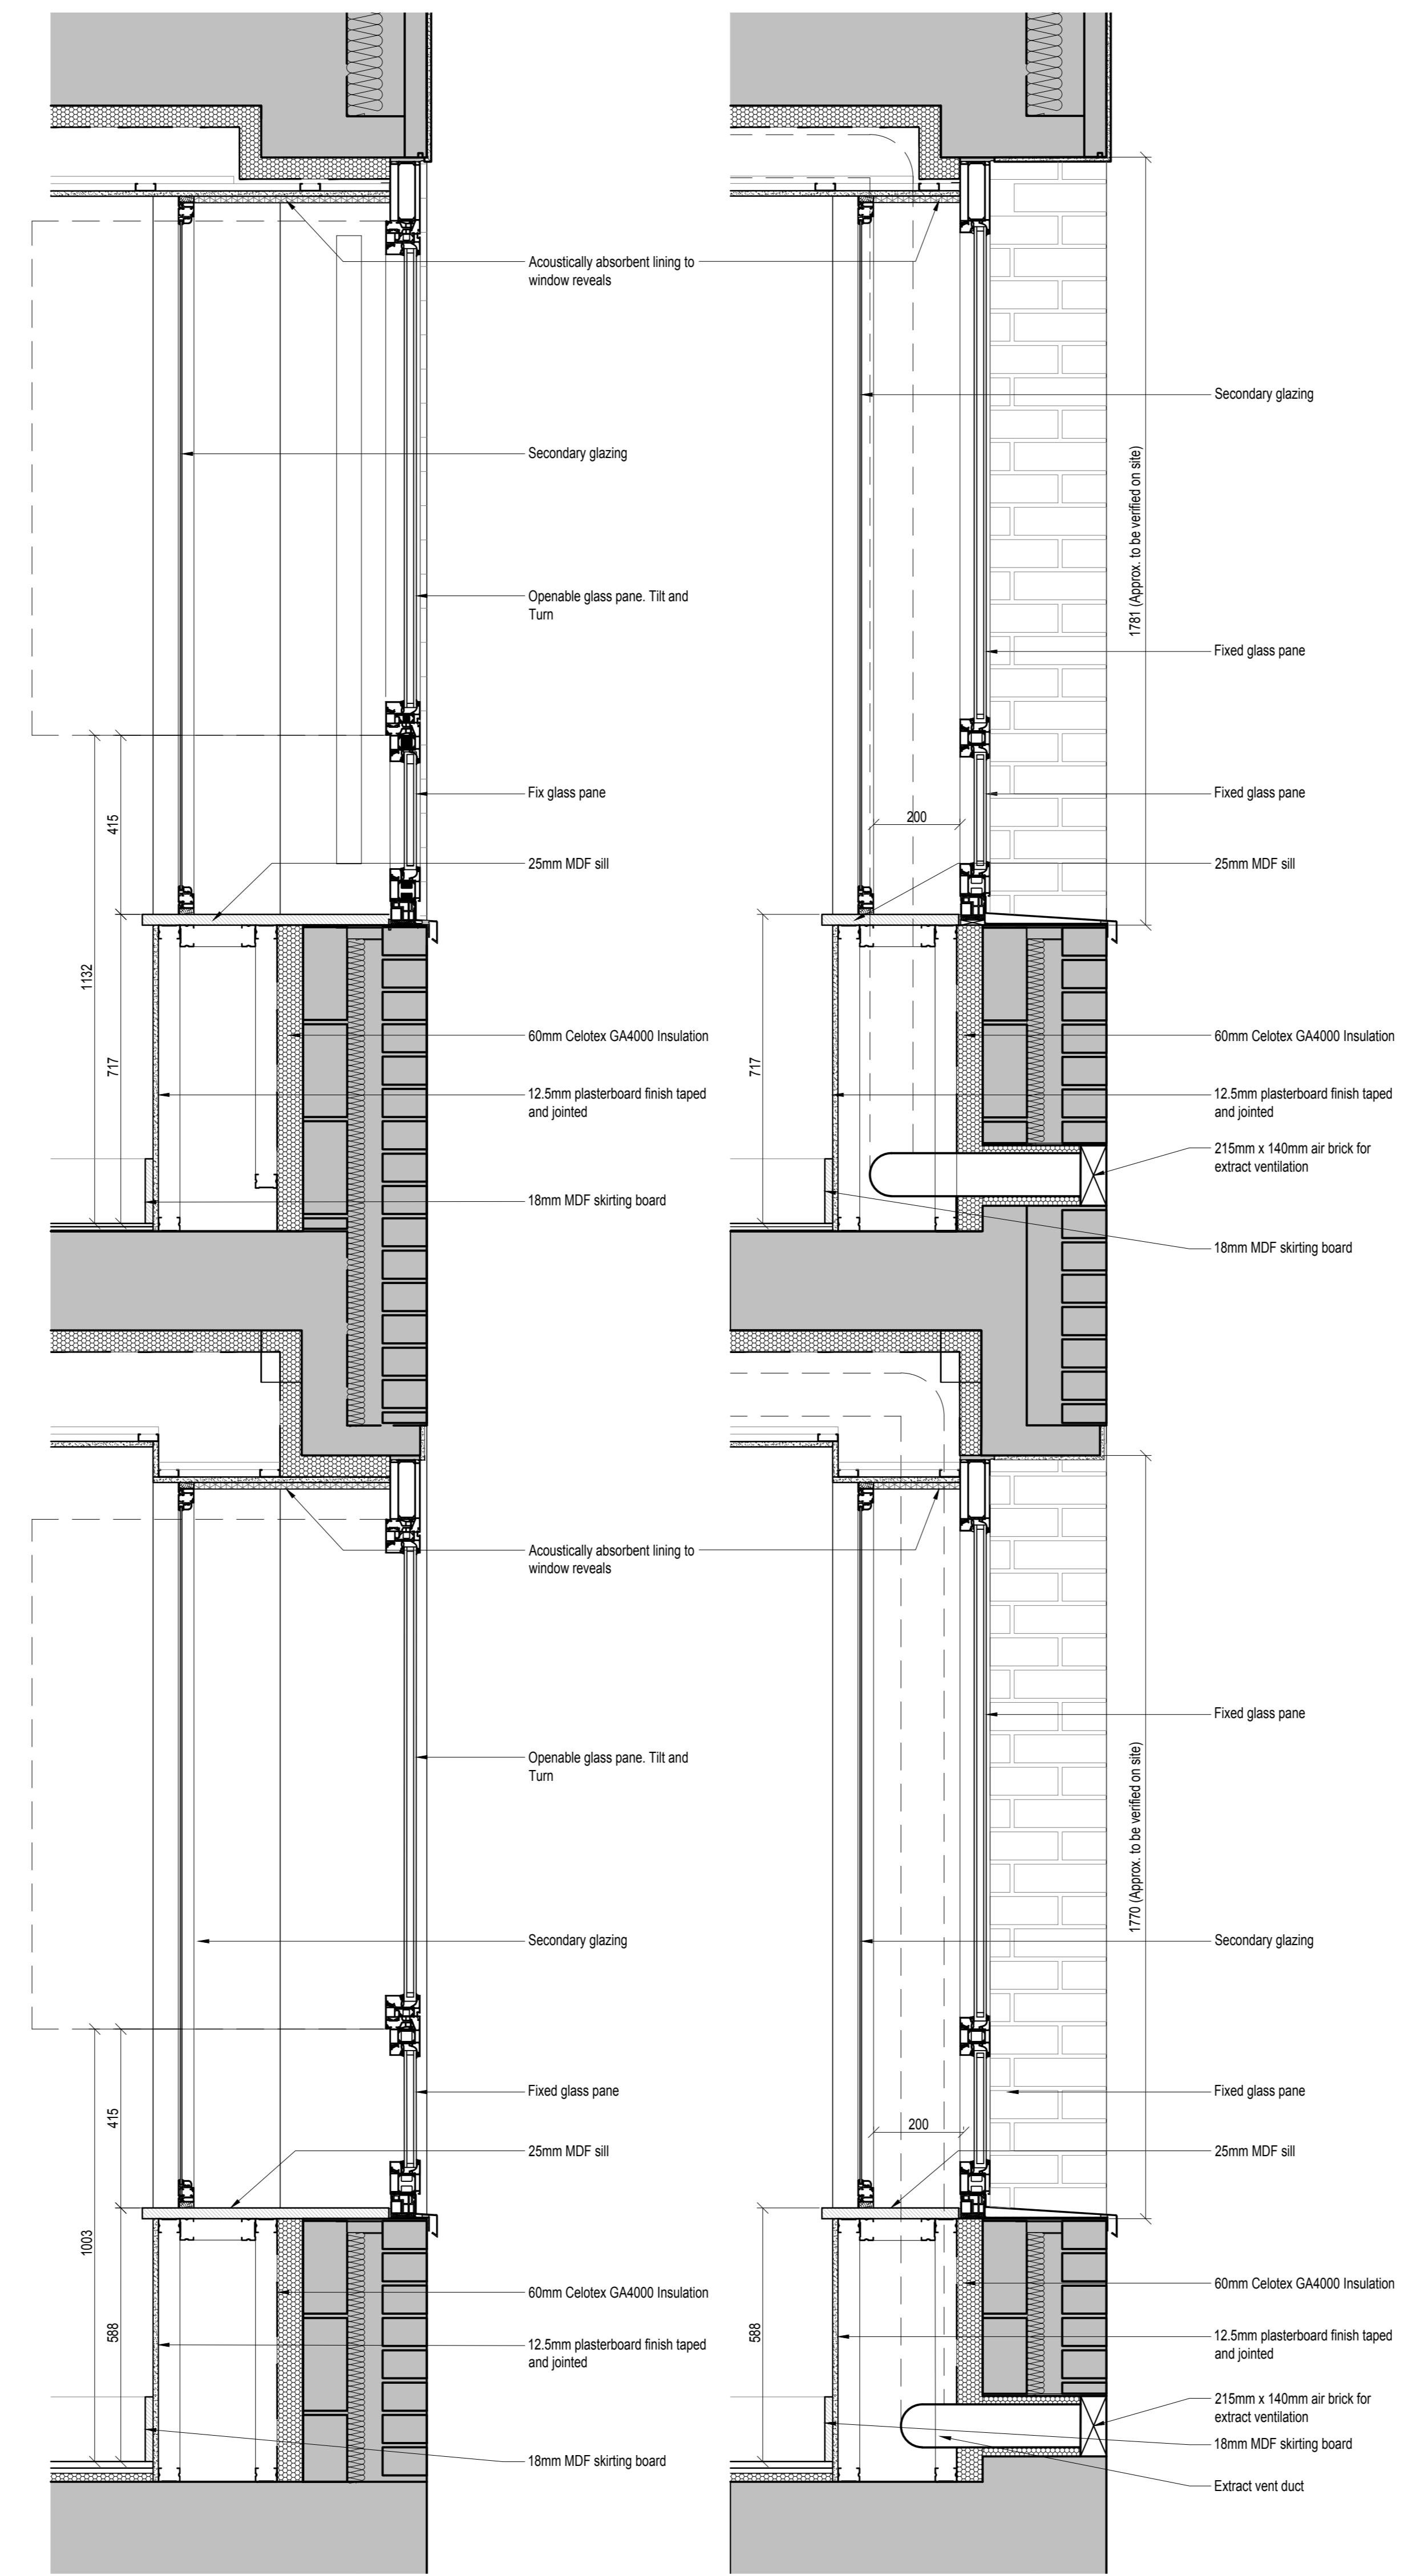 Acoustically absorbent lining to
window reveals
Secondary glazing
Secondary glazing
Openable glass pane. Tilt and
Turn
1781 (Approx. to be verified on site)
Fixed glass pane
Fix glass pane
Fixed glass pane
415
200
25mm MDF sill
25mm MDF sill
1132
717
717
60mm Celotex GA4000 Insulation
60mm Celotex GA4000 Insulation
12.5mm plasterboard finish taped
and jointed
12.5mm plasterboard finish taped
and jointed
215mm x 140mm air brick for
extract ventilation
18mm MDF skirting board
18mm MDF skirting board
Acoustically absorbent lining to
window reveals
Fixed glass pane
Openable glass pane. Tilt and
Turn
1770 (Approx. to be verified on site)
Secondary glazing
Secondary glazing
Fixed glass pane
Fixed glass pane
415
200
25mm MDF sill
25mm MDF sill
1003
588
588
60mm Celotex GA4000 Insulation
60mm Celotex GA4000 Insulation
12.5mm plasterboard finish taped
and jointed
12.5mm plasterboard finish taped
and jointed
215mm x 140mm air brick for
extract ventilation
18mm MDF skirting board
18mm MDF skirting board
Extract vent duct